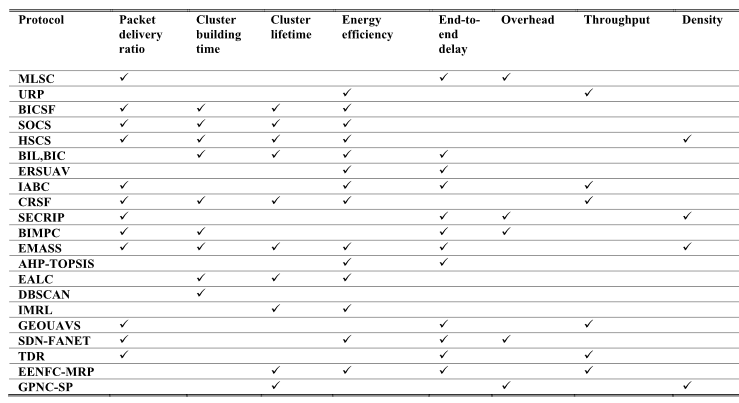 Protocol Packet delivery ratio Cluster building time Cluster lifetime Energy efficiency End-to-end delay Overhead Throughput Density
MLSC ✓ ✓ ✓
URP ✓ ✓
BICSF ✓ ✓ ✓ ✓
SOCS ✓ ✓ ✓ ✓
HSCS ✓ ✓ ✓ ✓ ✓
BIL,BIC ✓ ✓ ✓ ✓
ERSUAV ✓ ✓
IABC ✓ ✓ ✓ ✓
CRSF ✓ ✓ ✓ ✓ ✓
SECRIP ✓ ✓ ✓ ✓
BIMPC ✓ ✓ ✓ ✓
EMASS ✓ ✓ ✓ ✓ ✓ ✓
AHP-TOPSIS ✓ ✓
EALC ✓ ✓ ✓
DBSCAN ✓
IMRL ✓ ✓
GEOUAVS ✓ ✓ ✓
SDN-FANET ✓ ✓ ✓ ✓
TDR ✓ ✓ ✓
EENFC-MRP ✓ ✓ ✓ ✓
GPNC-SP ✓ ✓ ✓